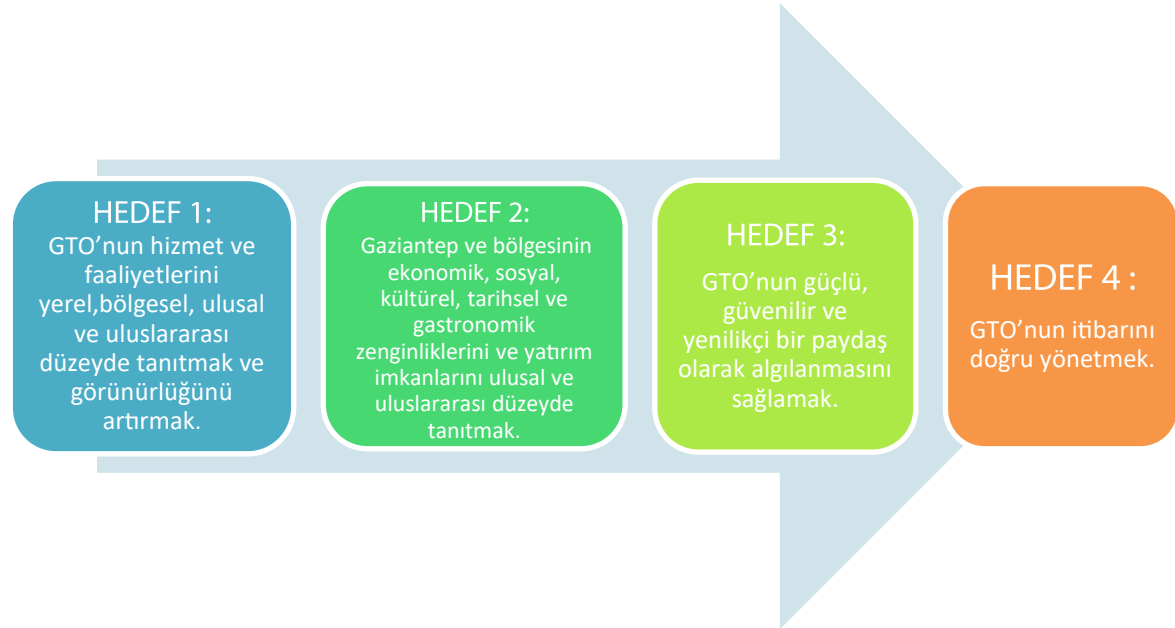 HEDEF 1:
GTO’nun hizmet ve
faaliyetlerini
yerel,bölgesel, ulusal
ve uluslararası
düzeyde tanıtmak ve
görünürlüğünü
artırmak.
HEDEF 2:
Gaziantep ve bölgesinin
ekonomik, sosyal,
kültürel, tarihsel ve
gastronomik
zenginliklerini ve yatırım
imkanlarını ulusal ve
uluslararası düzeyde
tanıtmak.
HEDEF 3:
GTO’nun güçlü,
güvenilir ve
yenilikçi bir paydaş
olarak algılanmasını
sağlamak.
HEDEF 4 :
GTO’nun itibarını
doğru yönetmek.